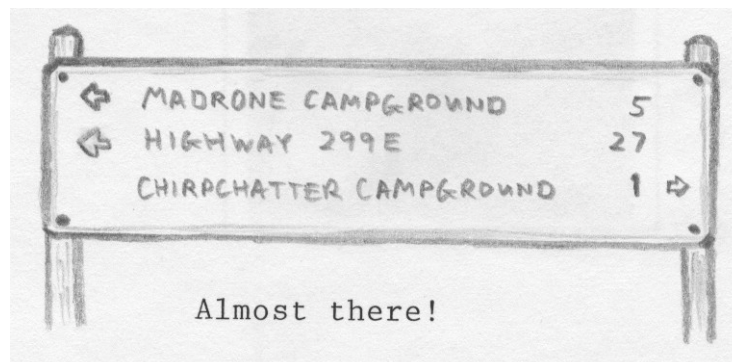 MADRONE CAMPGROUND 5
HIGHWAY 299E 27
CHIRPCHATTER CAMPGROUND 1
Almost there!